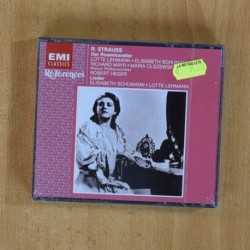 EMI
CLASSICS
Références
R. STRAUSS
Der Rosenkavalier
LOTTE LEHMANN · ELISABETH SCHUMANN
RICHARD MAYR · MARIA OLSZEWSKA
Wiener Philharmoniker
ROBERT HEGER
Lieder
ELISABETH SCHUMANN · LOTTE LEHMANN